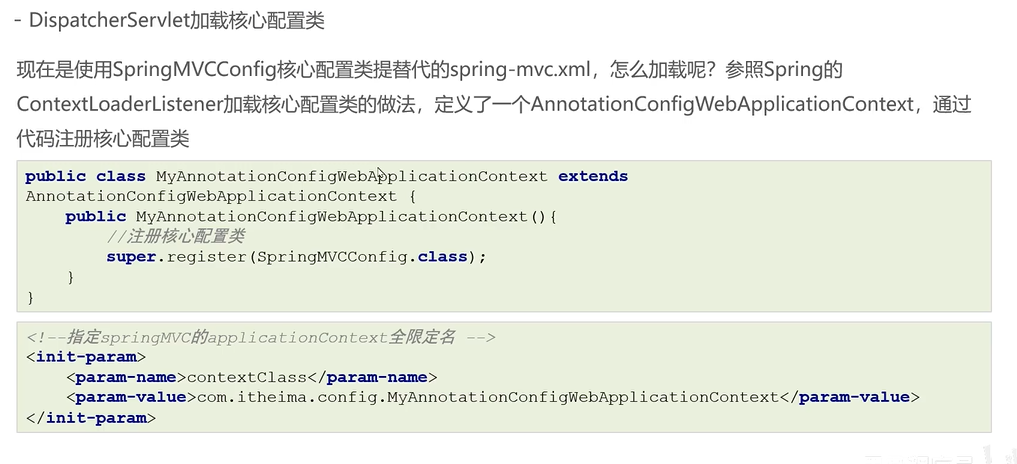 - DispatcherServlet加载核心配置类
现在是使用SpringMVCConfig核心配置类提替代的spring-mvc.xml，怎么加载呢？参照Spring的
ContextLoaderListener加载核心配置类的做法，定义了一个AnnotationConfigWebApplicationContext，通过
代码注册核心配置类
public class MyAnnotationConfigWebApplicationContext extends
AnnotationConfigWebApplicationContext {
    public MyAnnotationConfigWebApplicationContext(){
        //注册核心配置类
        super.register(SpringMVCConfig.class);
    }
}
<!--指定springMVC的applicationContext全限定名 -->
<init-param>
    <param-name>contextClass</param-name>
    <param-value>com.itheima.config.MyAnnotationConfigWebApplicationContext</param-value>
</init-param>